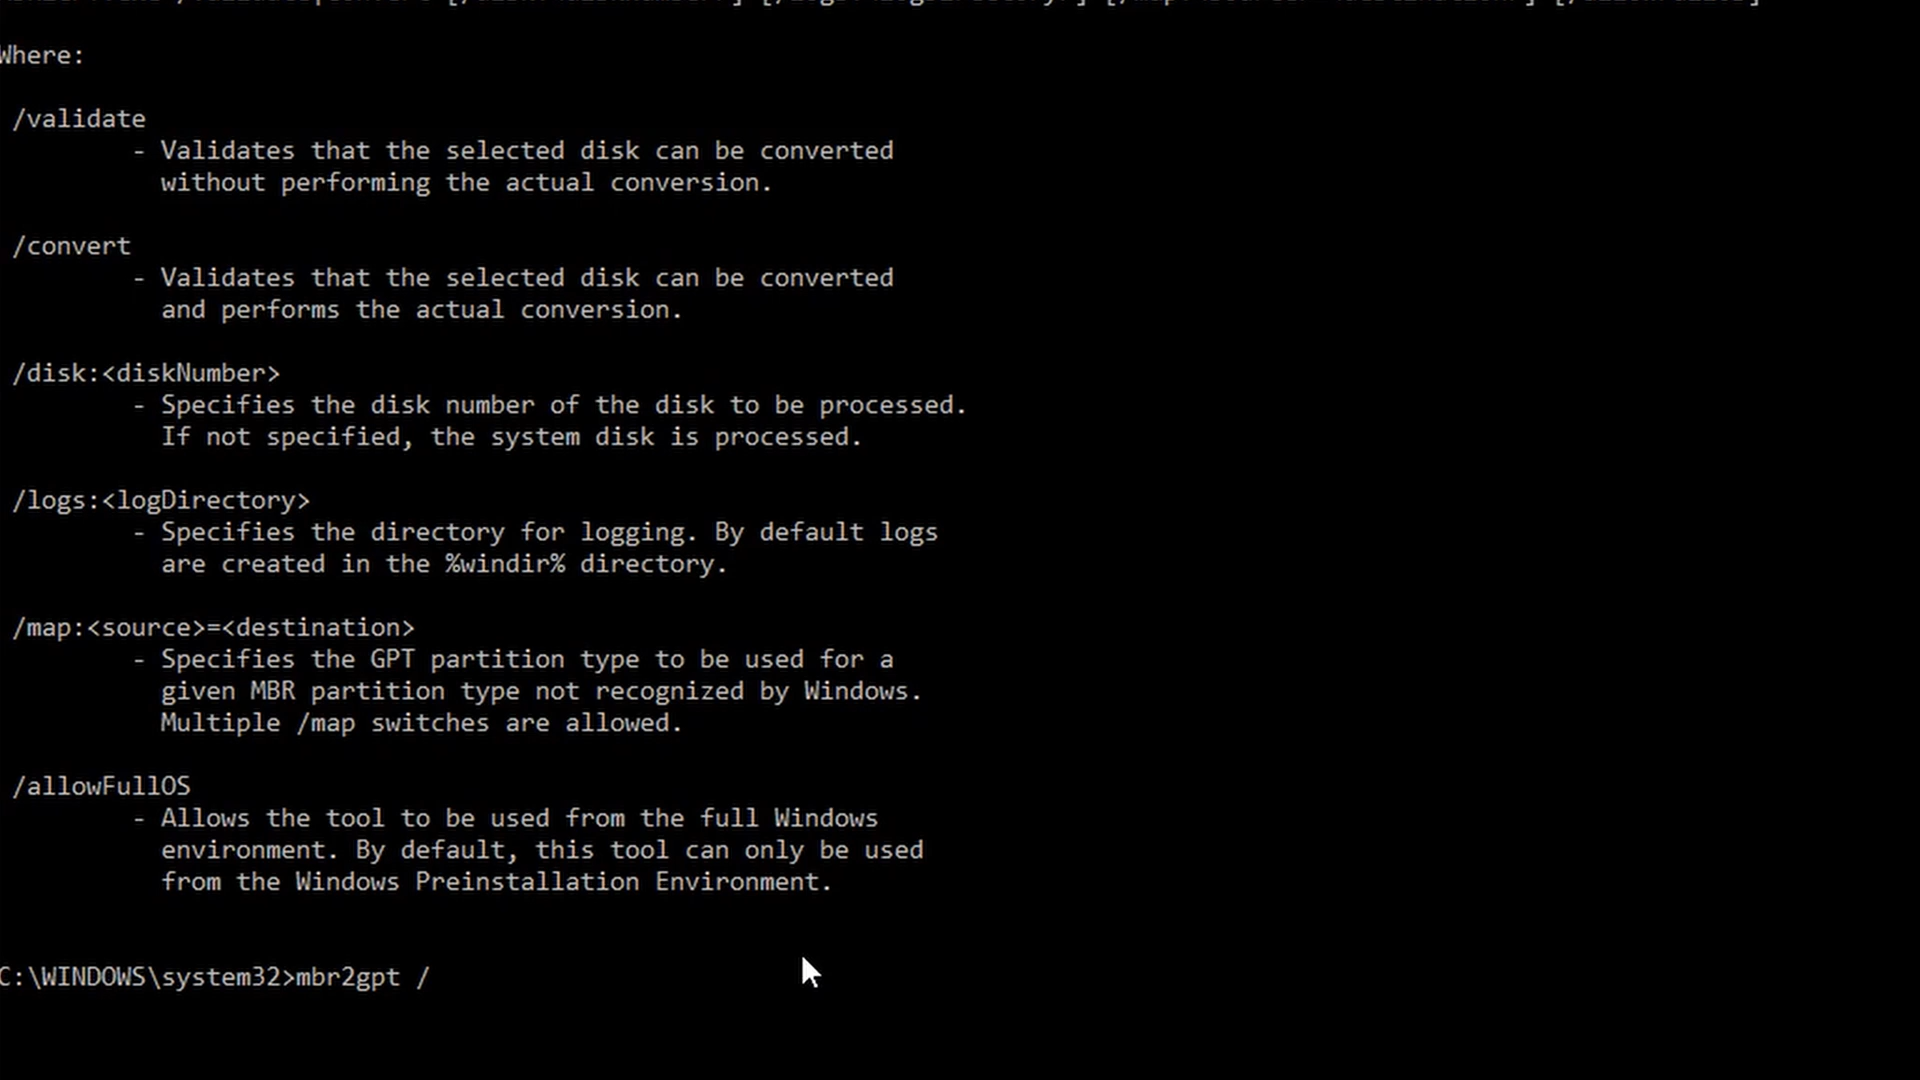 Where:
/validate
- Validates that the selected disk can be converted
without performing the actual conversion.
/convert
- Validates that the selected disk can be converted
and performs the actual conversion.
/disk:<diskNumber>
- Specifies the disk number of the disk to be processed.
If not specified, the system disk is processed.
/logs:<logDirectory>
- Specifies the directory for logging. By default logs
are created in the %windir% directory.
/map:<source>=<destination>
- Specifies the GPT partition type to be used for a
given MBR partition type not recognized by Windows.
Multiple /map switches are allowed.
/allowFullOS
- Allows the tool to be used from the full Windows
environment. By default, this tool can only be used
from the Windows Preinstallation Environment.
C:\WINDOWS\system32>mbr2gpt /